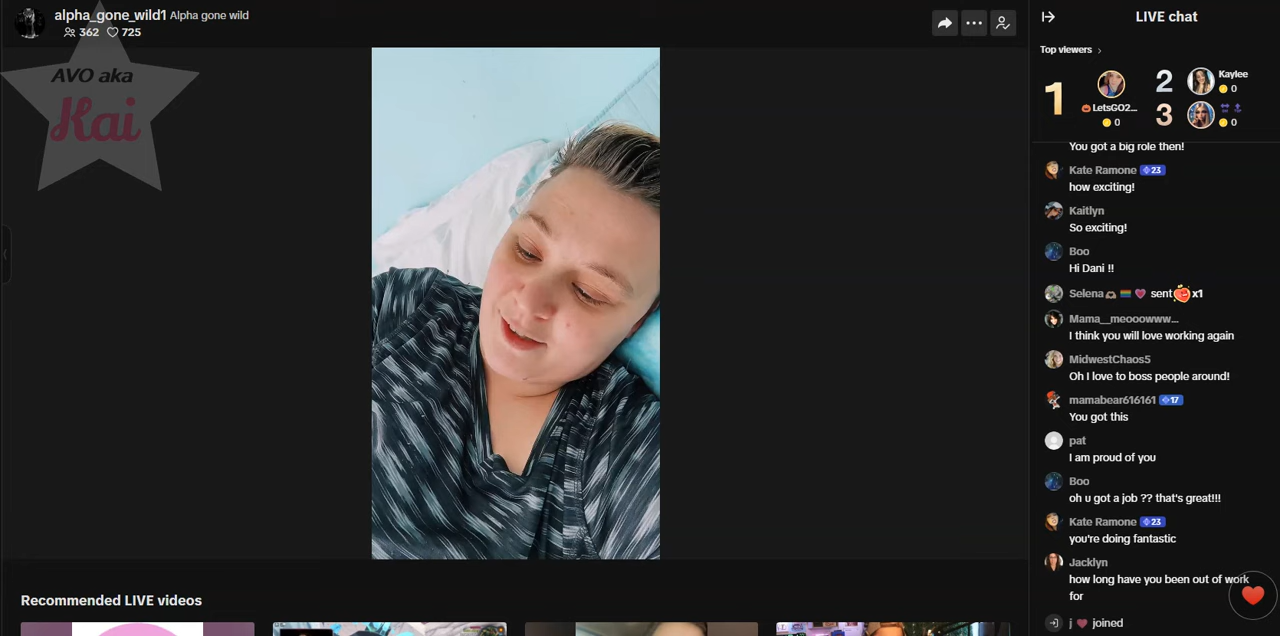 alpha_gone_wild1 Alpha gone wild
362 725
AVO aka
Kai
LIVE chat
Top viewers
1
LetsGO2...
0
2
Kaylee
0
3
0
You got a big role then!
Kate Ramone 23
how exciting!
Kaitlyn
So exciting!
Boo
Hi Dani !!
Selena sent x1
Mama__meooowww...
I think you will love working again
MidwestChaos5
Oh I love to boss people around!
mamabear616161 17
You got this
pat
I am proud of you
Boo
oh u got a job ?? that's great!!!
Kate Ramone 23
you're doing fantastic
Jacklyn
how long have you been out of work
for
j joined
Recommended LIVE videos